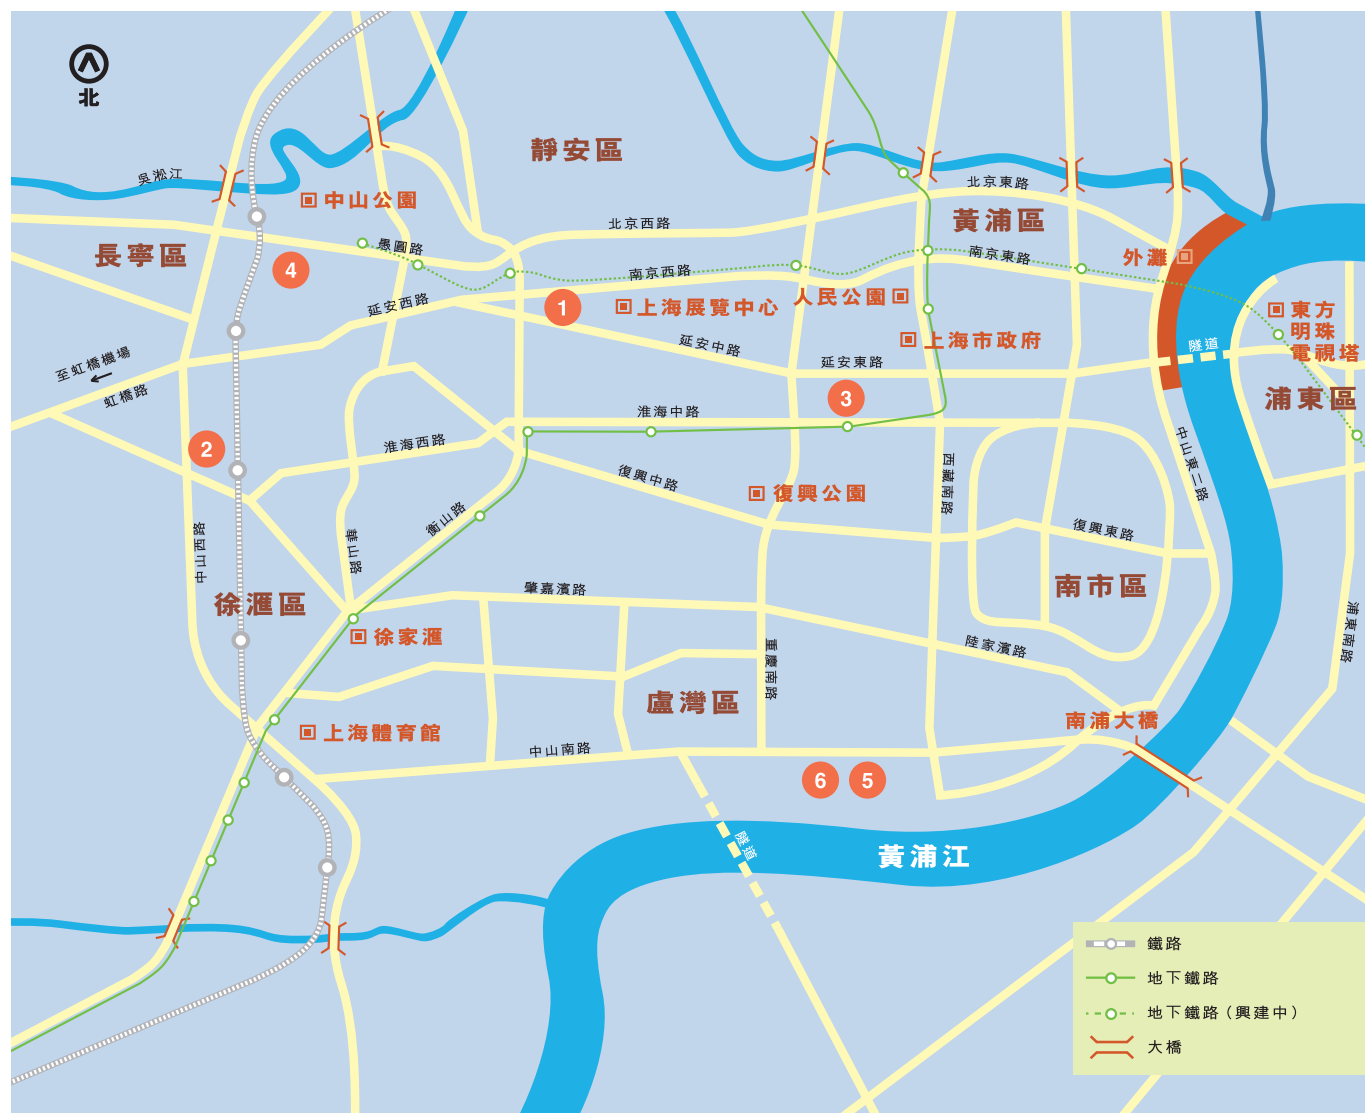 北
靜安區
吳淞江
中山公園
北京東路
黃浦區
北京西路
長寧區
愚圓路
南京東路
外灘
4
南京西路
人民公園
延安西路
1
上海展覽中心
東方
明珠
電視塔
上海市政府
延安中路
隧道
至虹橋機場
延安東路
虹橋路
3
浦東區
淮海中路
淮海西路
2
中山東二路
復興中路
西藏南路
復興公園
衡山路
復興東路
華山路
中山西路
南市區
肇嘉濱路
徐滙區
浦東南路
徐家滙
陸家濱路
重慶南路
盧灣區
南浦大橋
上海體育館
中山南路
6
5
隧道
黃浦江
鐵路
地下鐵路
地下鐵路（興建中）
大橋